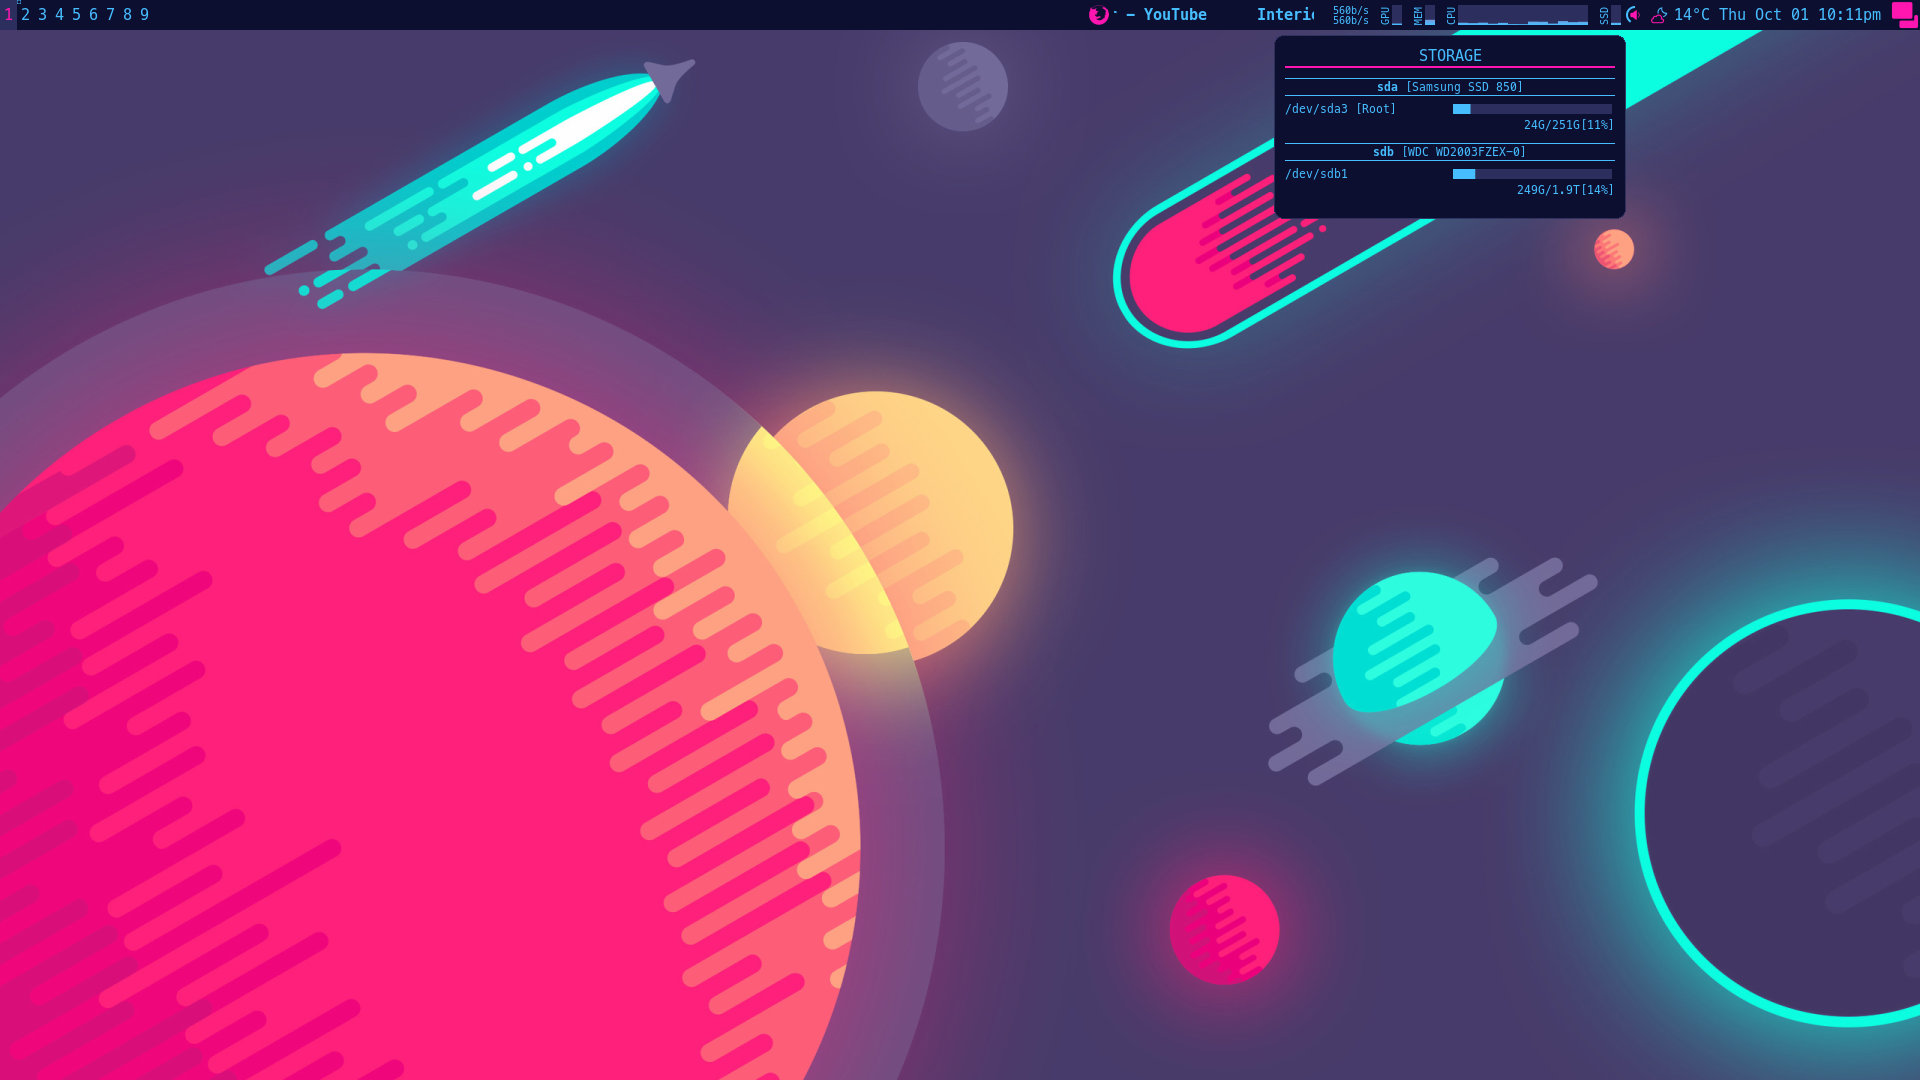 1 2 3 4 5 6 7 8 9
– YouTube Interi
560b/s
560b/s
GPU MEM CPU SSD
14°C Thu Oct 01 10:11pm
STORAGE
sda [Samsung SSD 850]
/dev/sda3 [Root]
24G/251G[11%]
sdb [WDC WD2003FZEX-0]
/dev/sdb1
249G/1.9T[14%]